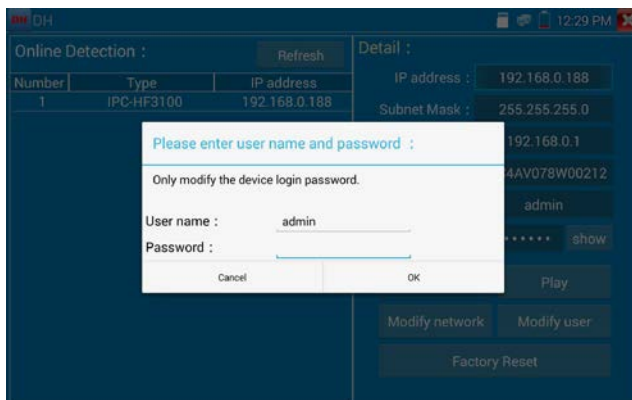 DH DH 12:29 PM
Online Detection : Refresh
Number Type IP address
1 IPC-HF3100 192.168.0.188
Detail :
IP address : 192.168.0.188
Subnet Mask : 255.255.255.0
192.168.0.1
4AV078W00212
admin
•••••• show
Play
Modify network Modify user
Factory Reset
Please enter user name and password :
Only modify the device login password.
User name : admin
Password :
Cancel OK